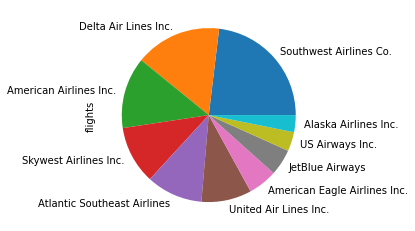 Delta Air Lines Inc.
Southwest Airlines Co.
American Airlines Inc.
flights
Alaska Airlines Inc.
US Airways Inc.
Skywest Airlines Inc.
JetBlue Airways
American Eagle Airlines Inc.
Atlantic Southeast Airlines
United Air Lines Inc.